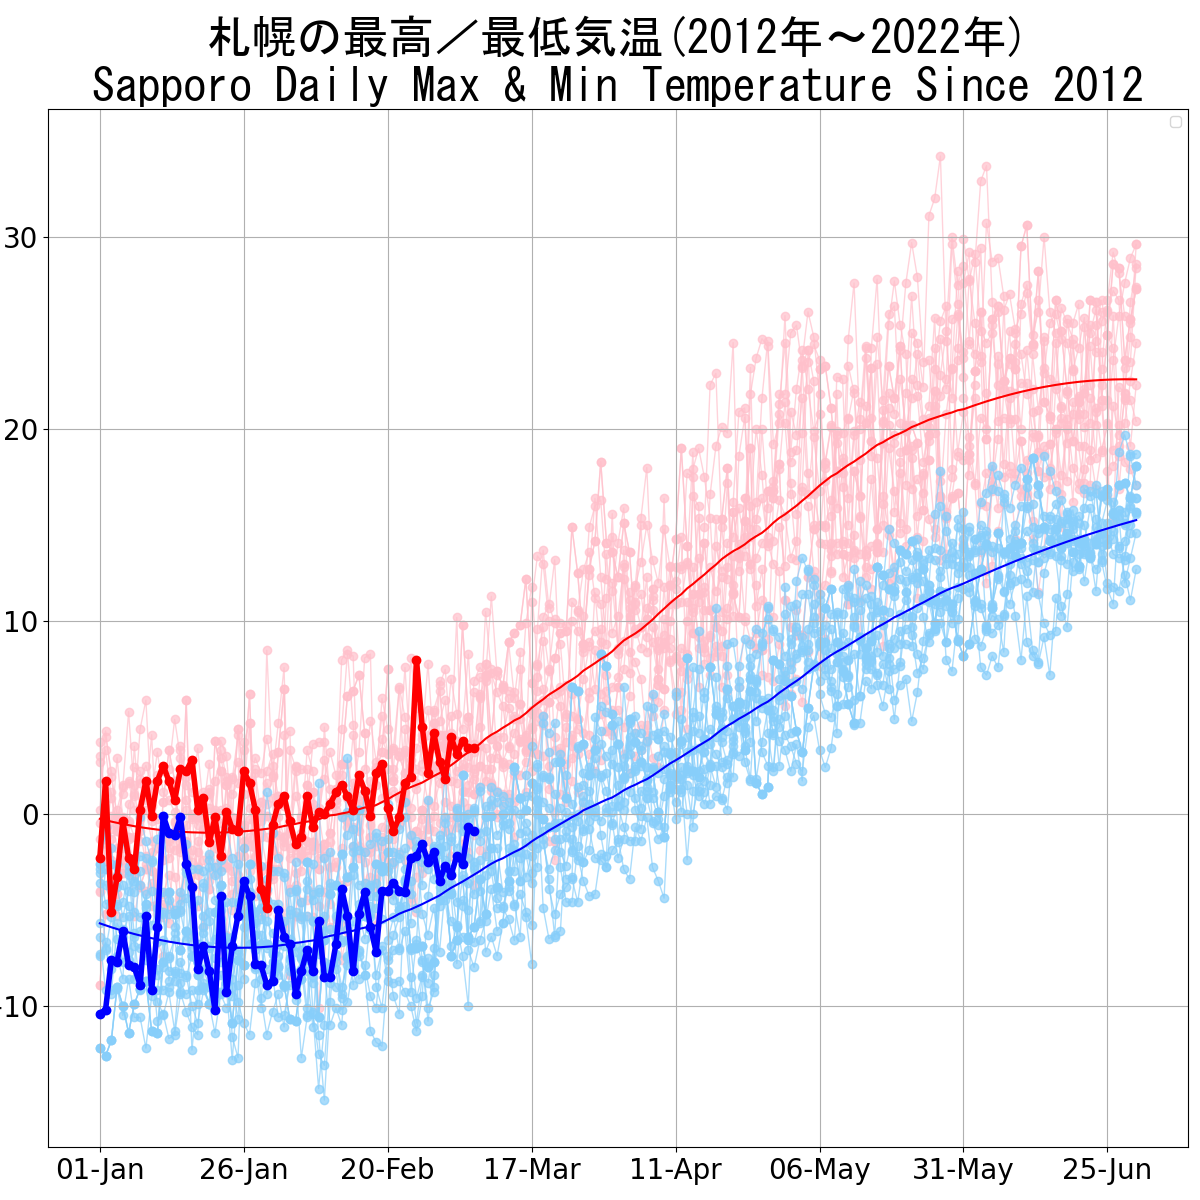 札幌の最高／最低気温(2012年～2022年)
Sapporo Daily Max & Min Temperature Since 2012
30
20
10
0
-10
01-Jan 26-Jan 20-Feb 17-Mar 11-Apr 06-May 31-May 25-Jun